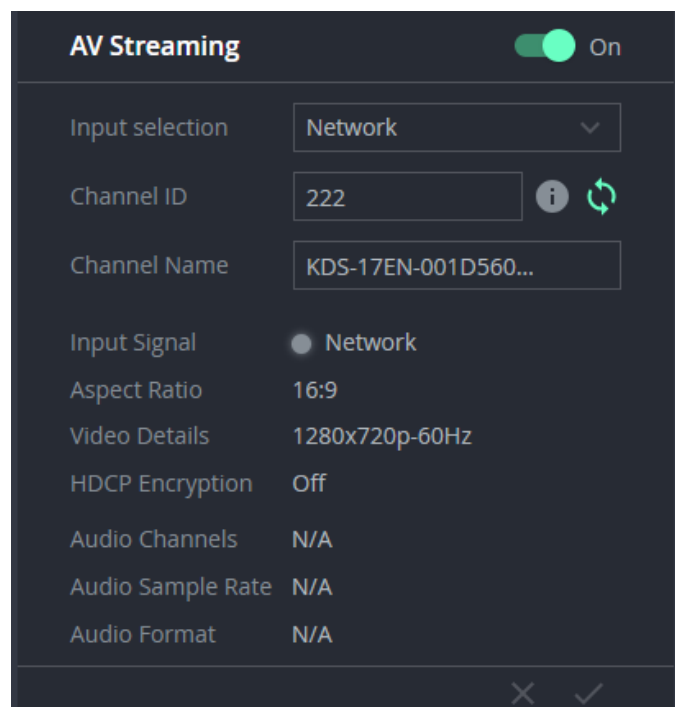 AV Streaming On
Input selection Network
Channel ID 222
Channel Name KDS-17EN-001D560...
Input Signal Network
Aspect Ratio 16:9
Video Details 1280x720p-60Hz
HDCP Encryption Off
Audio Channels N/A
Audio Sample Rate N/A
Audio Format N/A